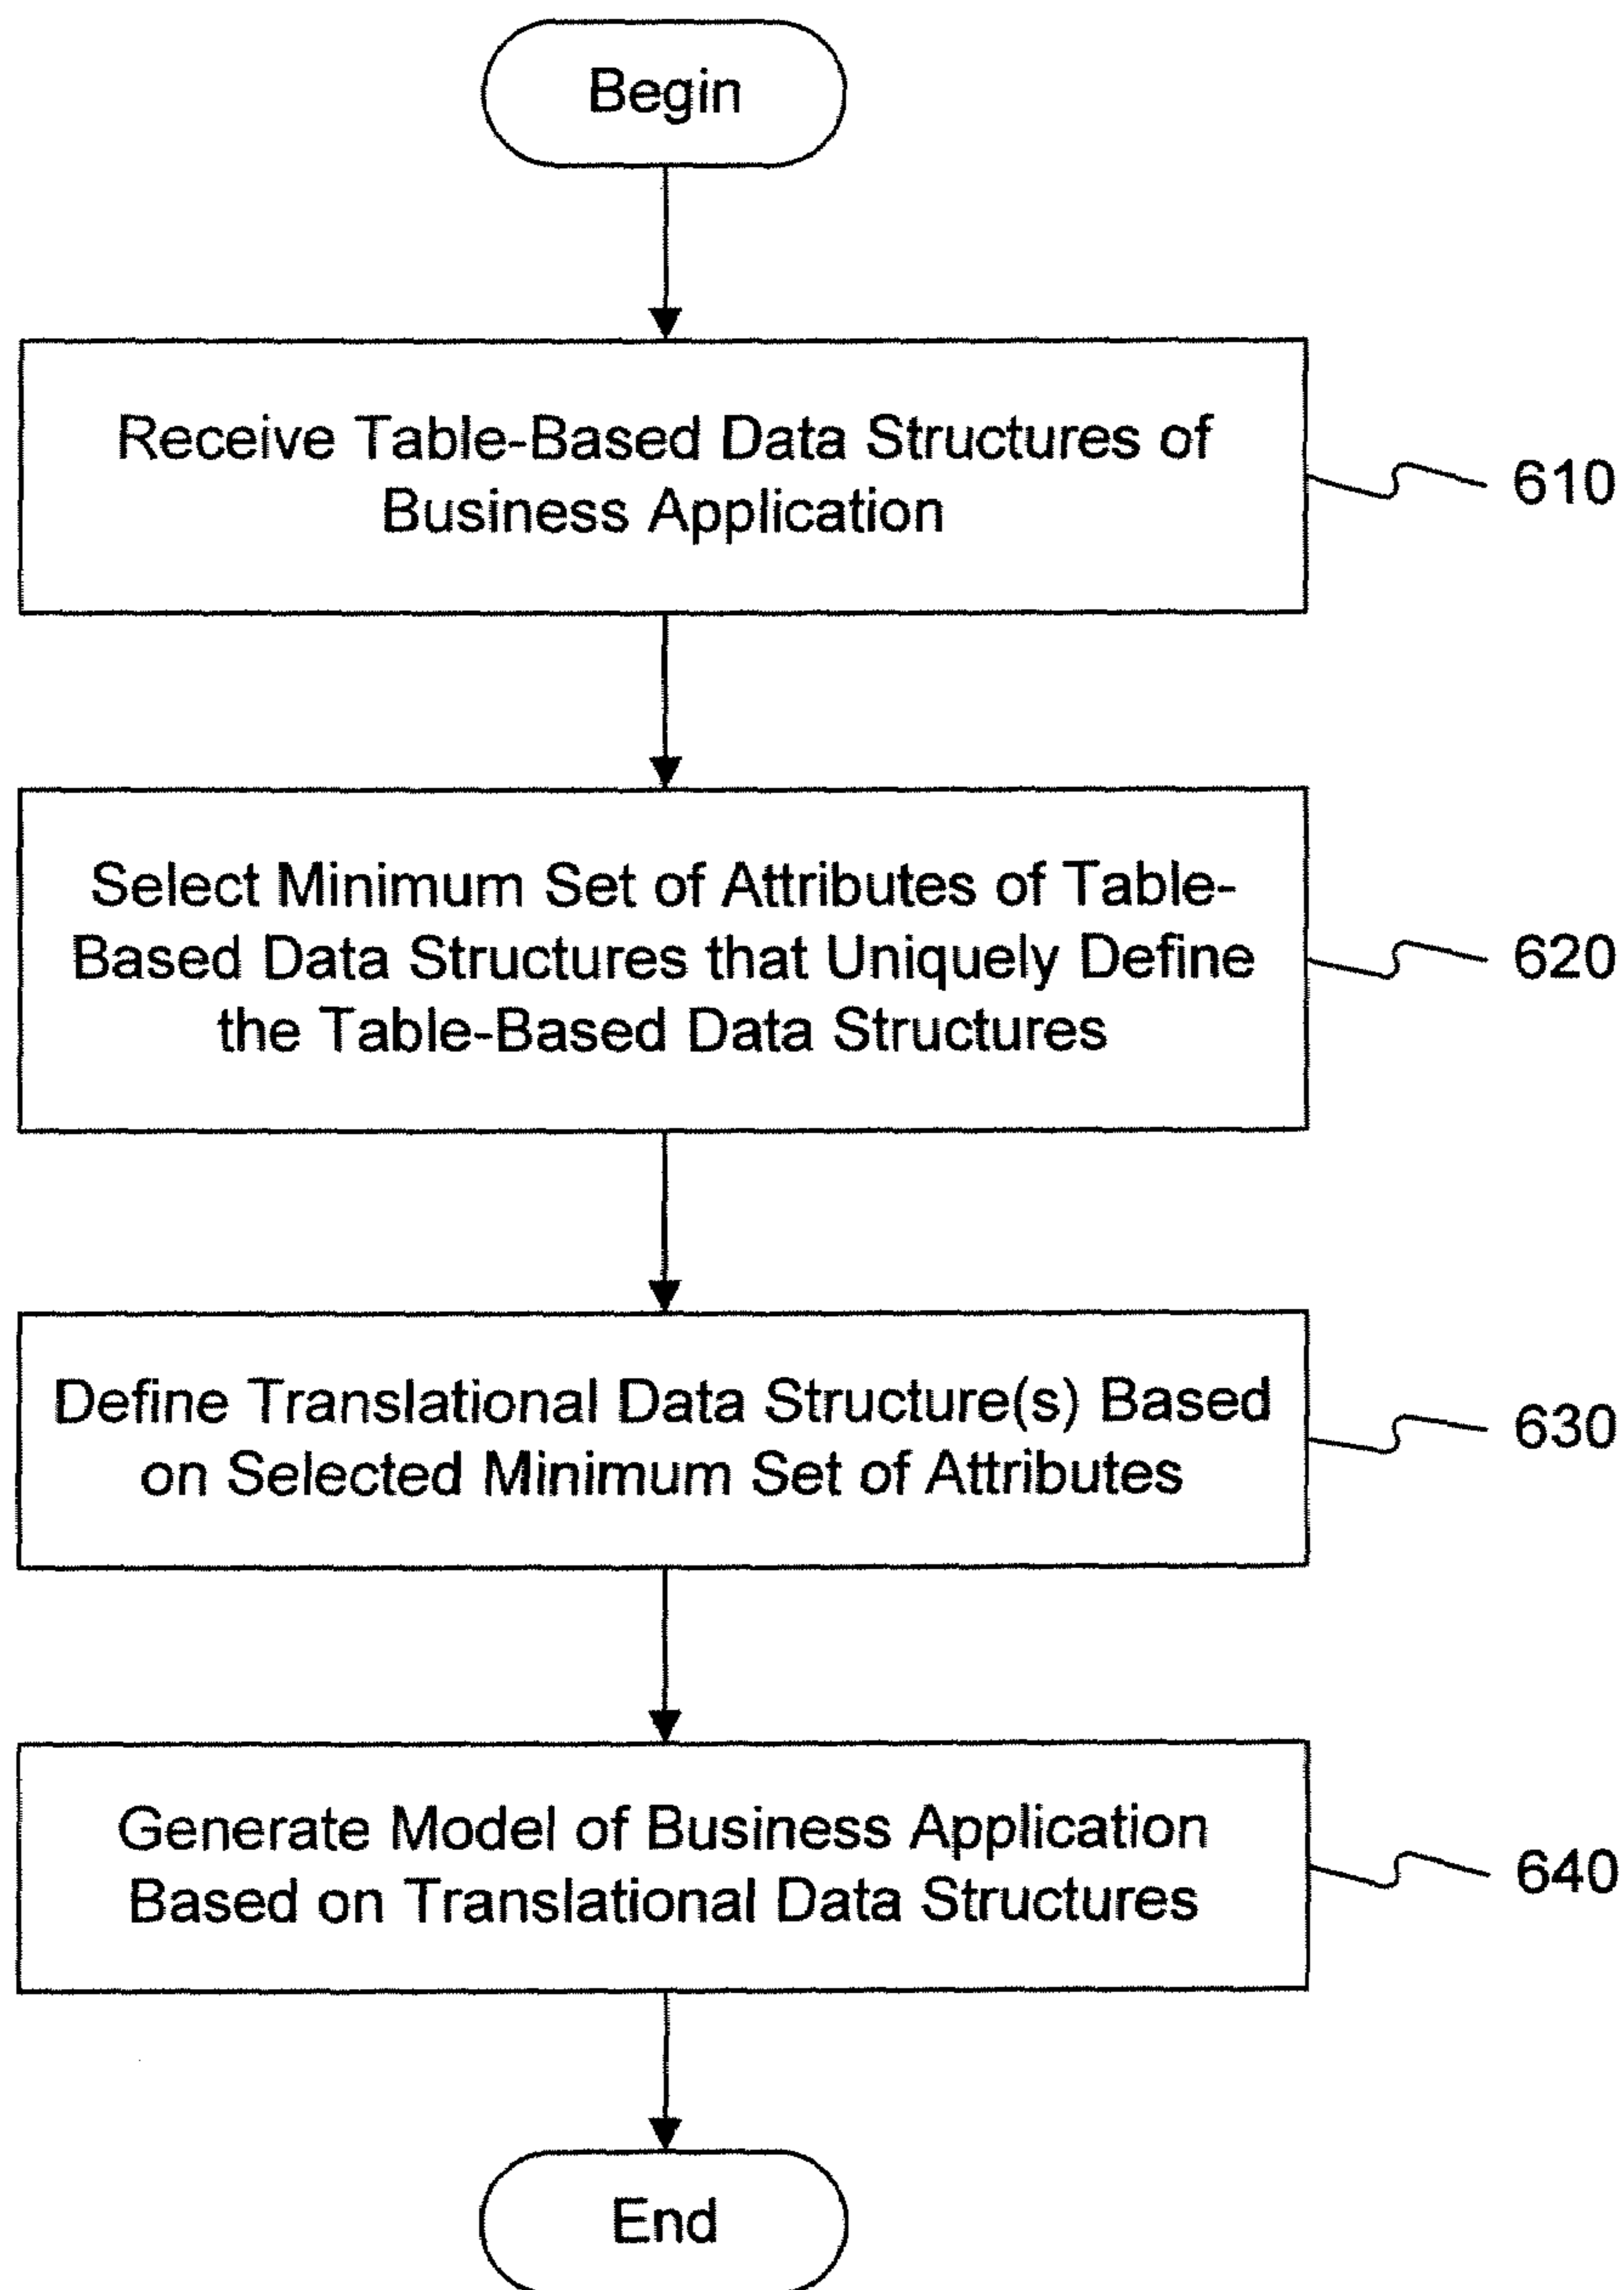 Begin
Receive Table-Based Data Structures of
Business Application
610
Select Minimum Set of Attributes of Table-
Based Data Structures that Uniquely Define
the Table-Based Data Structures
620
Define Translational Data Structure(s) Based
on Selected Minimum Set of Attributes
630
Generate Model of Business Application
Based on Translational Data Structures
640
End